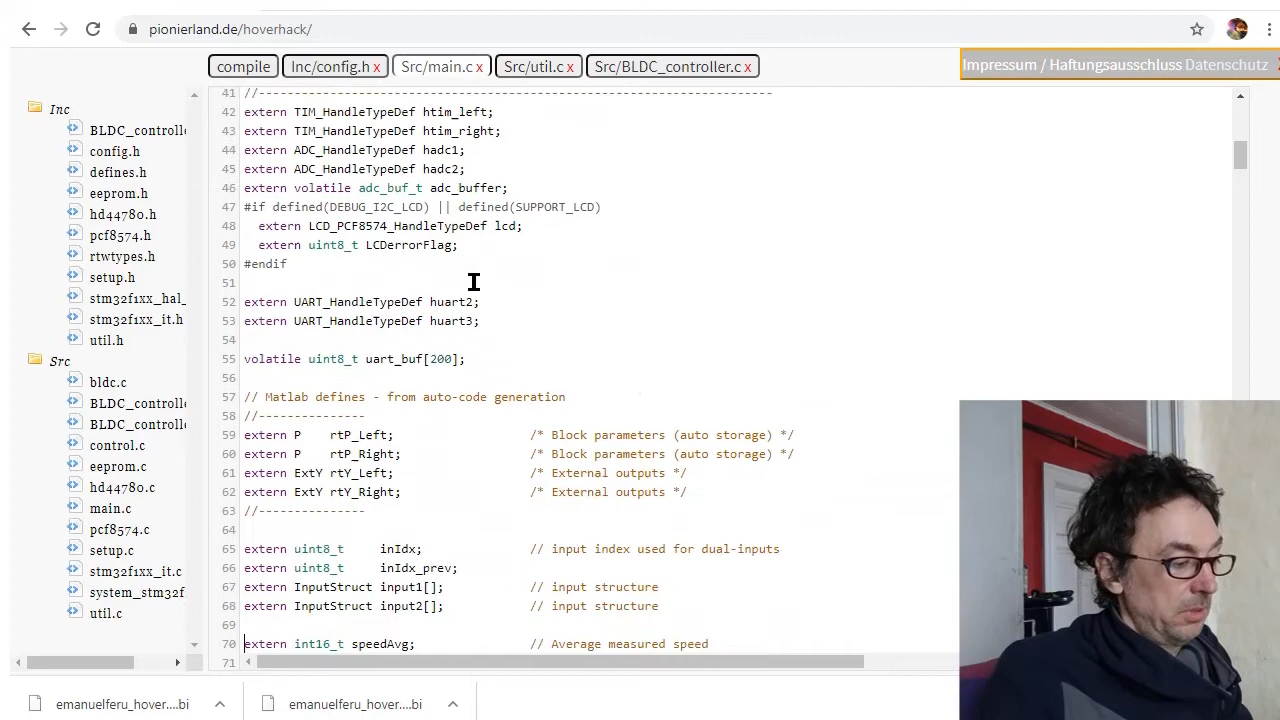 pionierland.de/hoverhack/
compile
Inc/config.h x
Src/main.c x
Src/util.c x
Src/BLDC_controller.c x
Impressum / Haftungsausschluss Datenschutz
Inc
BLDC_controlle
config.h
defines.h
eeprom.h
hd44780.h
pcf8574.h
rtwtypes.h
setup.h
stm32f1xx_hal_
stm32f1xx_it.h
util.h
Src
bldc.c
BLDC_controlle
BLDC_controlle
control.c
eeprom.c
hd44780.c
main.c
pcf8574.c
setup.c
stm32f1xx_it.c
system_stm32f
util.c
41 //------------------------------------------------------------------------
42 extern TIM_HandleTypeDef htim_left;
43 extern TIM_HandleTypeDef htim_right;
44 extern ADC_HandleTypeDef hadc1;
45 extern ADC_HandleTypeDef hadc2;
46 extern volatile adc_buf_t adc_buffer;
47 #if defined(DEBUG_I2C_LCD) || defined(SUPPORT_LCD)
48 extern LCD_PCF8574_HandleTypeDef lcd;
49 extern uint8_t LCDerrorFlag;
50 #endif
51
52 extern UART_HandleTypeDef huart2;
53 extern UART_HandleTypeDef huart3;
54
55 volatile uint8_t uart_buf[200];
56
57 // Matlab defines - from auto-code generation
58 //---------------
59 extern P rtP_Left; /* Block parameters (auto storage) */
60 extern P rtP_Right; /* Block parameters (auto storage) */
61 extern ExtY rtY_Left; /* External outputs */
62 extern ExtY rtY_Right; /* External outputs */
63 //---------------
64
65 extern uint8_t inIdx; // input index used for dual-inputs
66 extern uint8_t inIdx_prev;
67 extern InputStruct input1[]; // input structure
68 extern InputStruct input2[]; // input structure
69
70 extern int16_t speedAvg; // Average measured speed
71
emanuelferu_hover....bi
emanuelferu_hover....bi